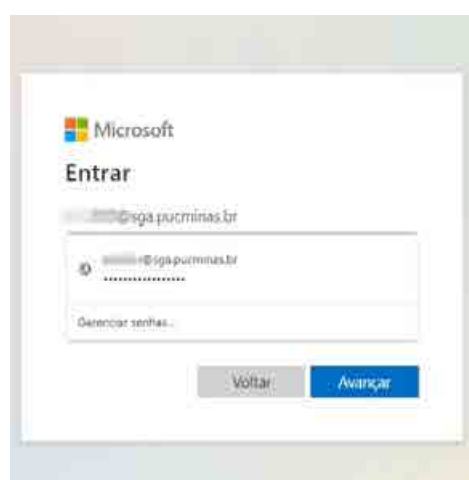 Microsoft
Entrar
@sga.pucminas.br
@sga.pucminas.br
Gerenciar senhas...
Voltar
Avançar